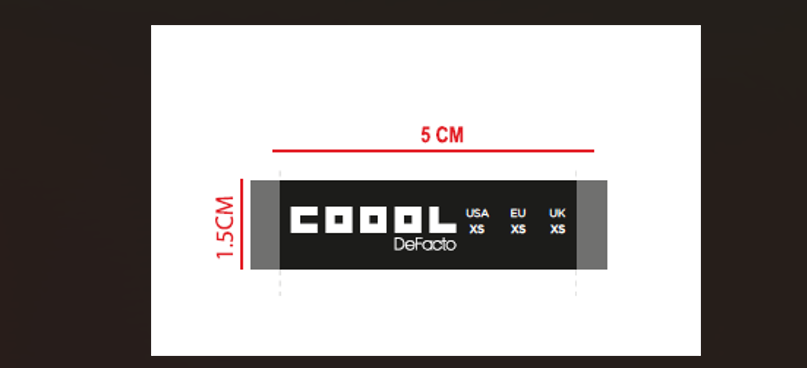 5 CM
1.5CM
COOOL
DeFacto
USA EU UK
XS XS XS